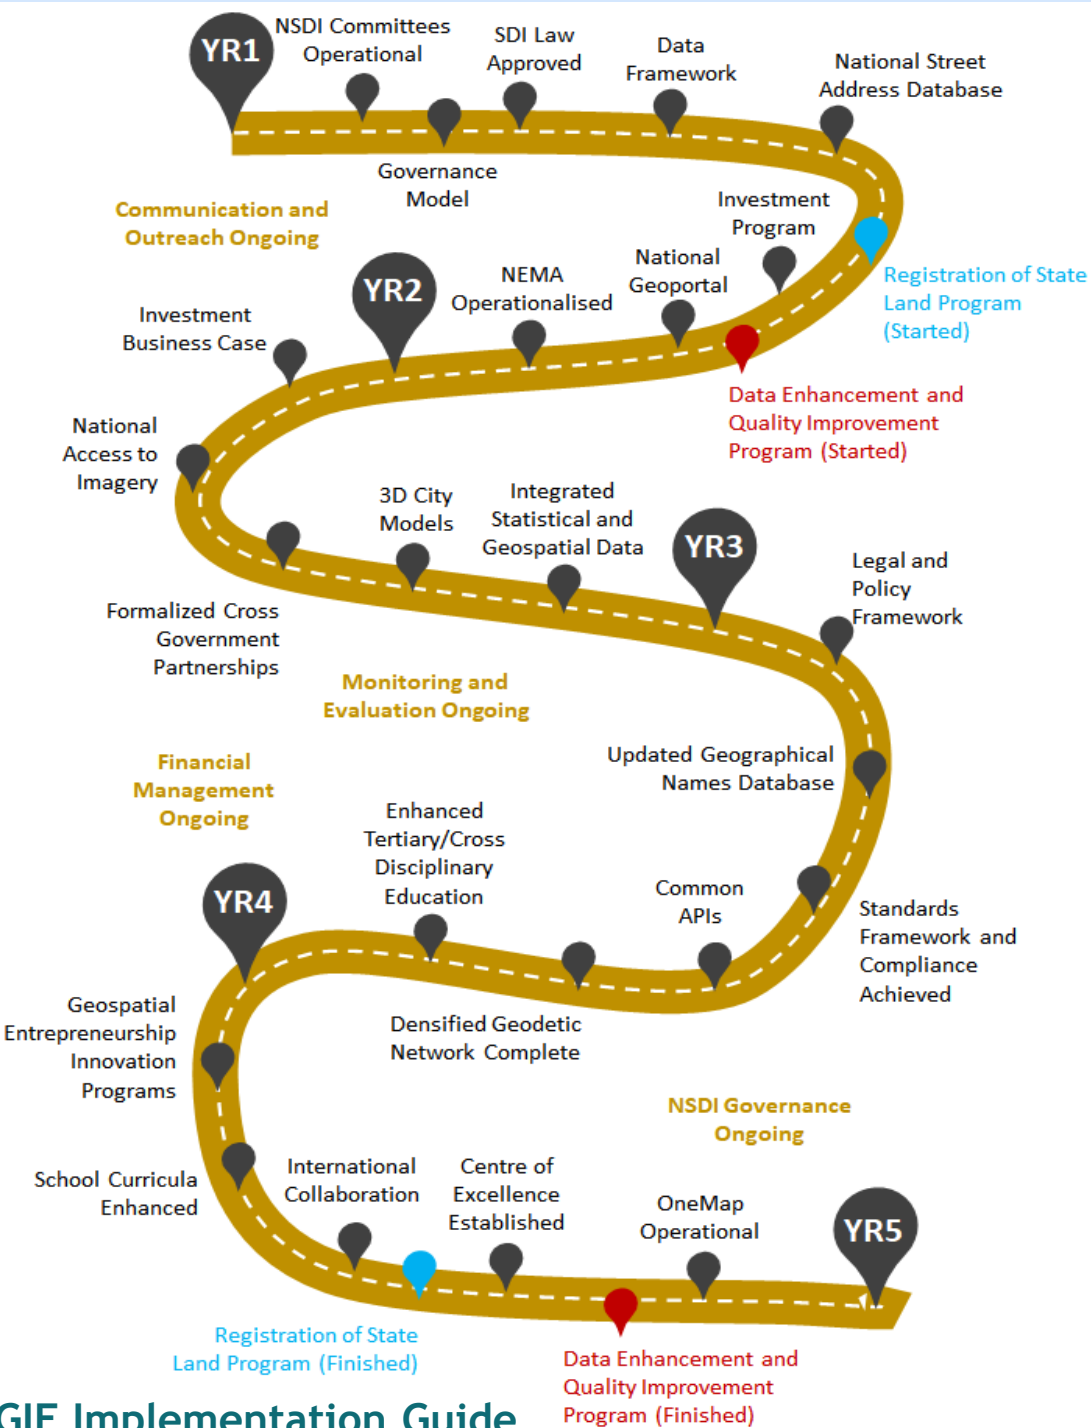 YR1
NSDI Committees
Operational
SDI Law
Approved
Data
Framework
National Street
Address Database
Governance
Model
Communication and
Outreach Ongoing
Investment
Program
Registration of State
Land Program
(Started)
National
Geoportal
NEMA
Operationalised
YR2
Data Enhancement and
Quality Improvement
Program (Started)
Investment
Business Case
National
Access to
Imagery
3D City
Models
Integrated
Statistical and
Geospatial Data
YR3
Legal and
Policy
Framework
Formalized Cross
Government
Partnerships
Monitoring and
Evaluation Ongoing
Updated Geographical
Names Database
Financial
Management
Ongoing
Enhanced
Tertiary/Cross
Disciplinary
Education
Common
APIs
Standards
Framework and
Compliance
Achieved
YR4
Densified Geodetic
Network Complete
Geospatial
Entrepreneurship
Innovation
Programs
NSDI Governance
Ongoing
School Curricula
Enhanced
International
Collaboration
Centre of
Excellence
Established
OneMap
Operational
YR5
Registration of State
Land Program (Finished)
Data Enhancement and
Quality Improvement
Program (Finished)
GIF Implementation Guide